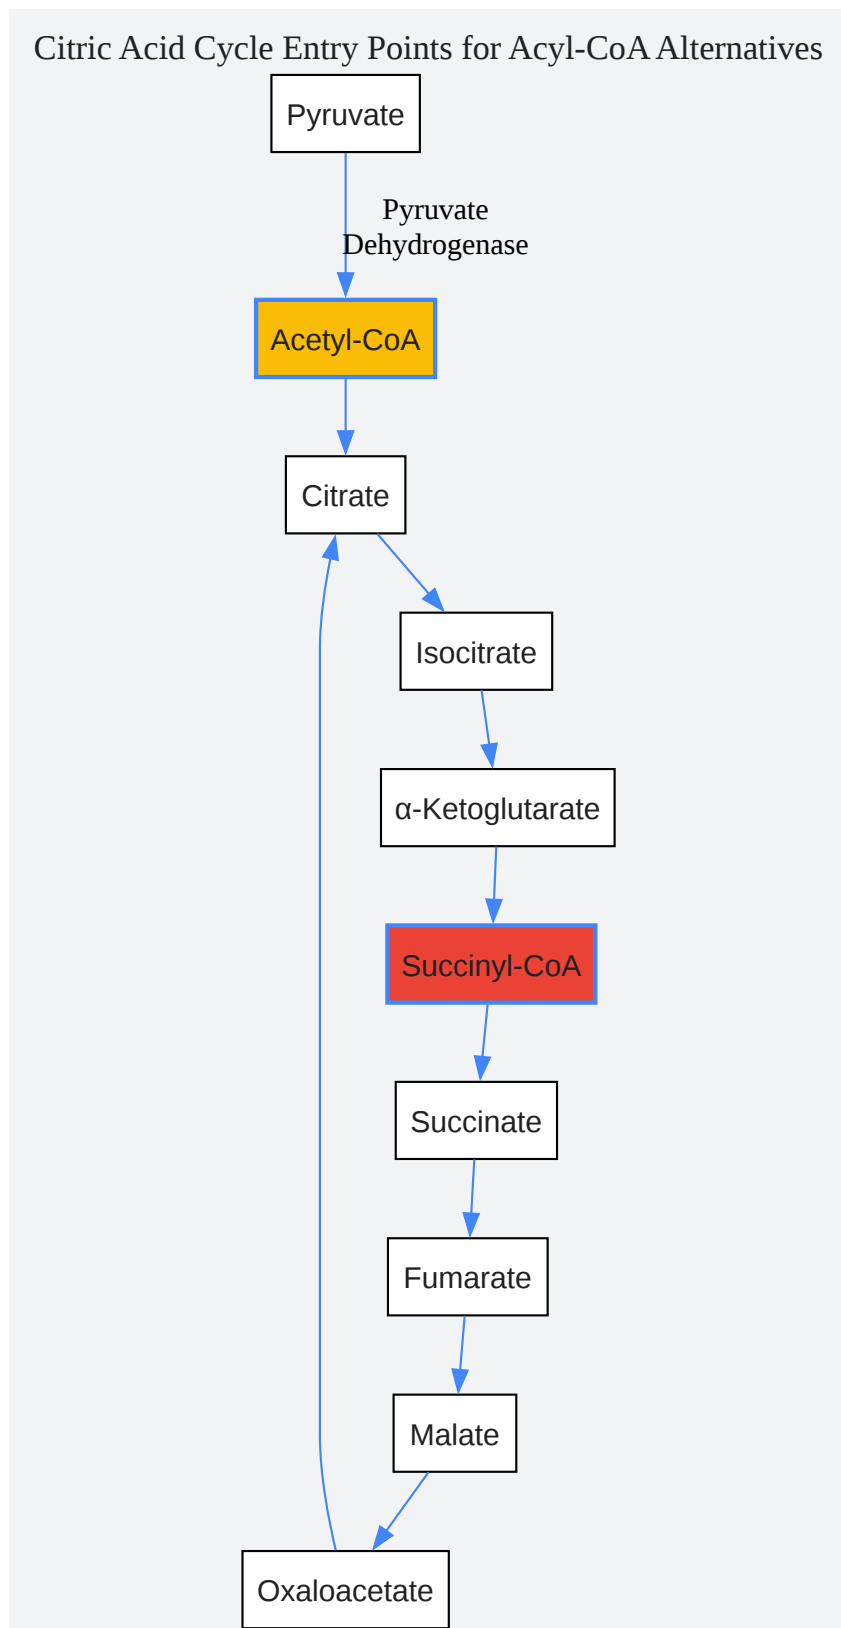 Citric Acid Cycle Entry Points for Acyl-CoA Alternatives
Pyruvate
Pyruvate
Dehydrogenase
Acetyl-CoA
Citrate
Isocitrate
α-Ketoglutarate
Succinyl-CoA
Succinate
Fumarate
Malate
Oxaloacetate